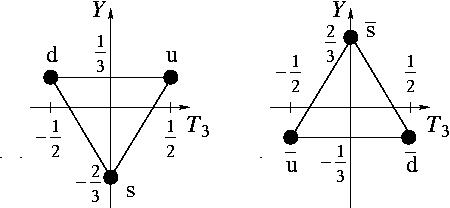 Y
d
1/3
u
T₃
−1/2
1/2
−2/3
s
Y
s̅
2/3
−1/2
1/2
T₃
u̅
−1/3
d̅